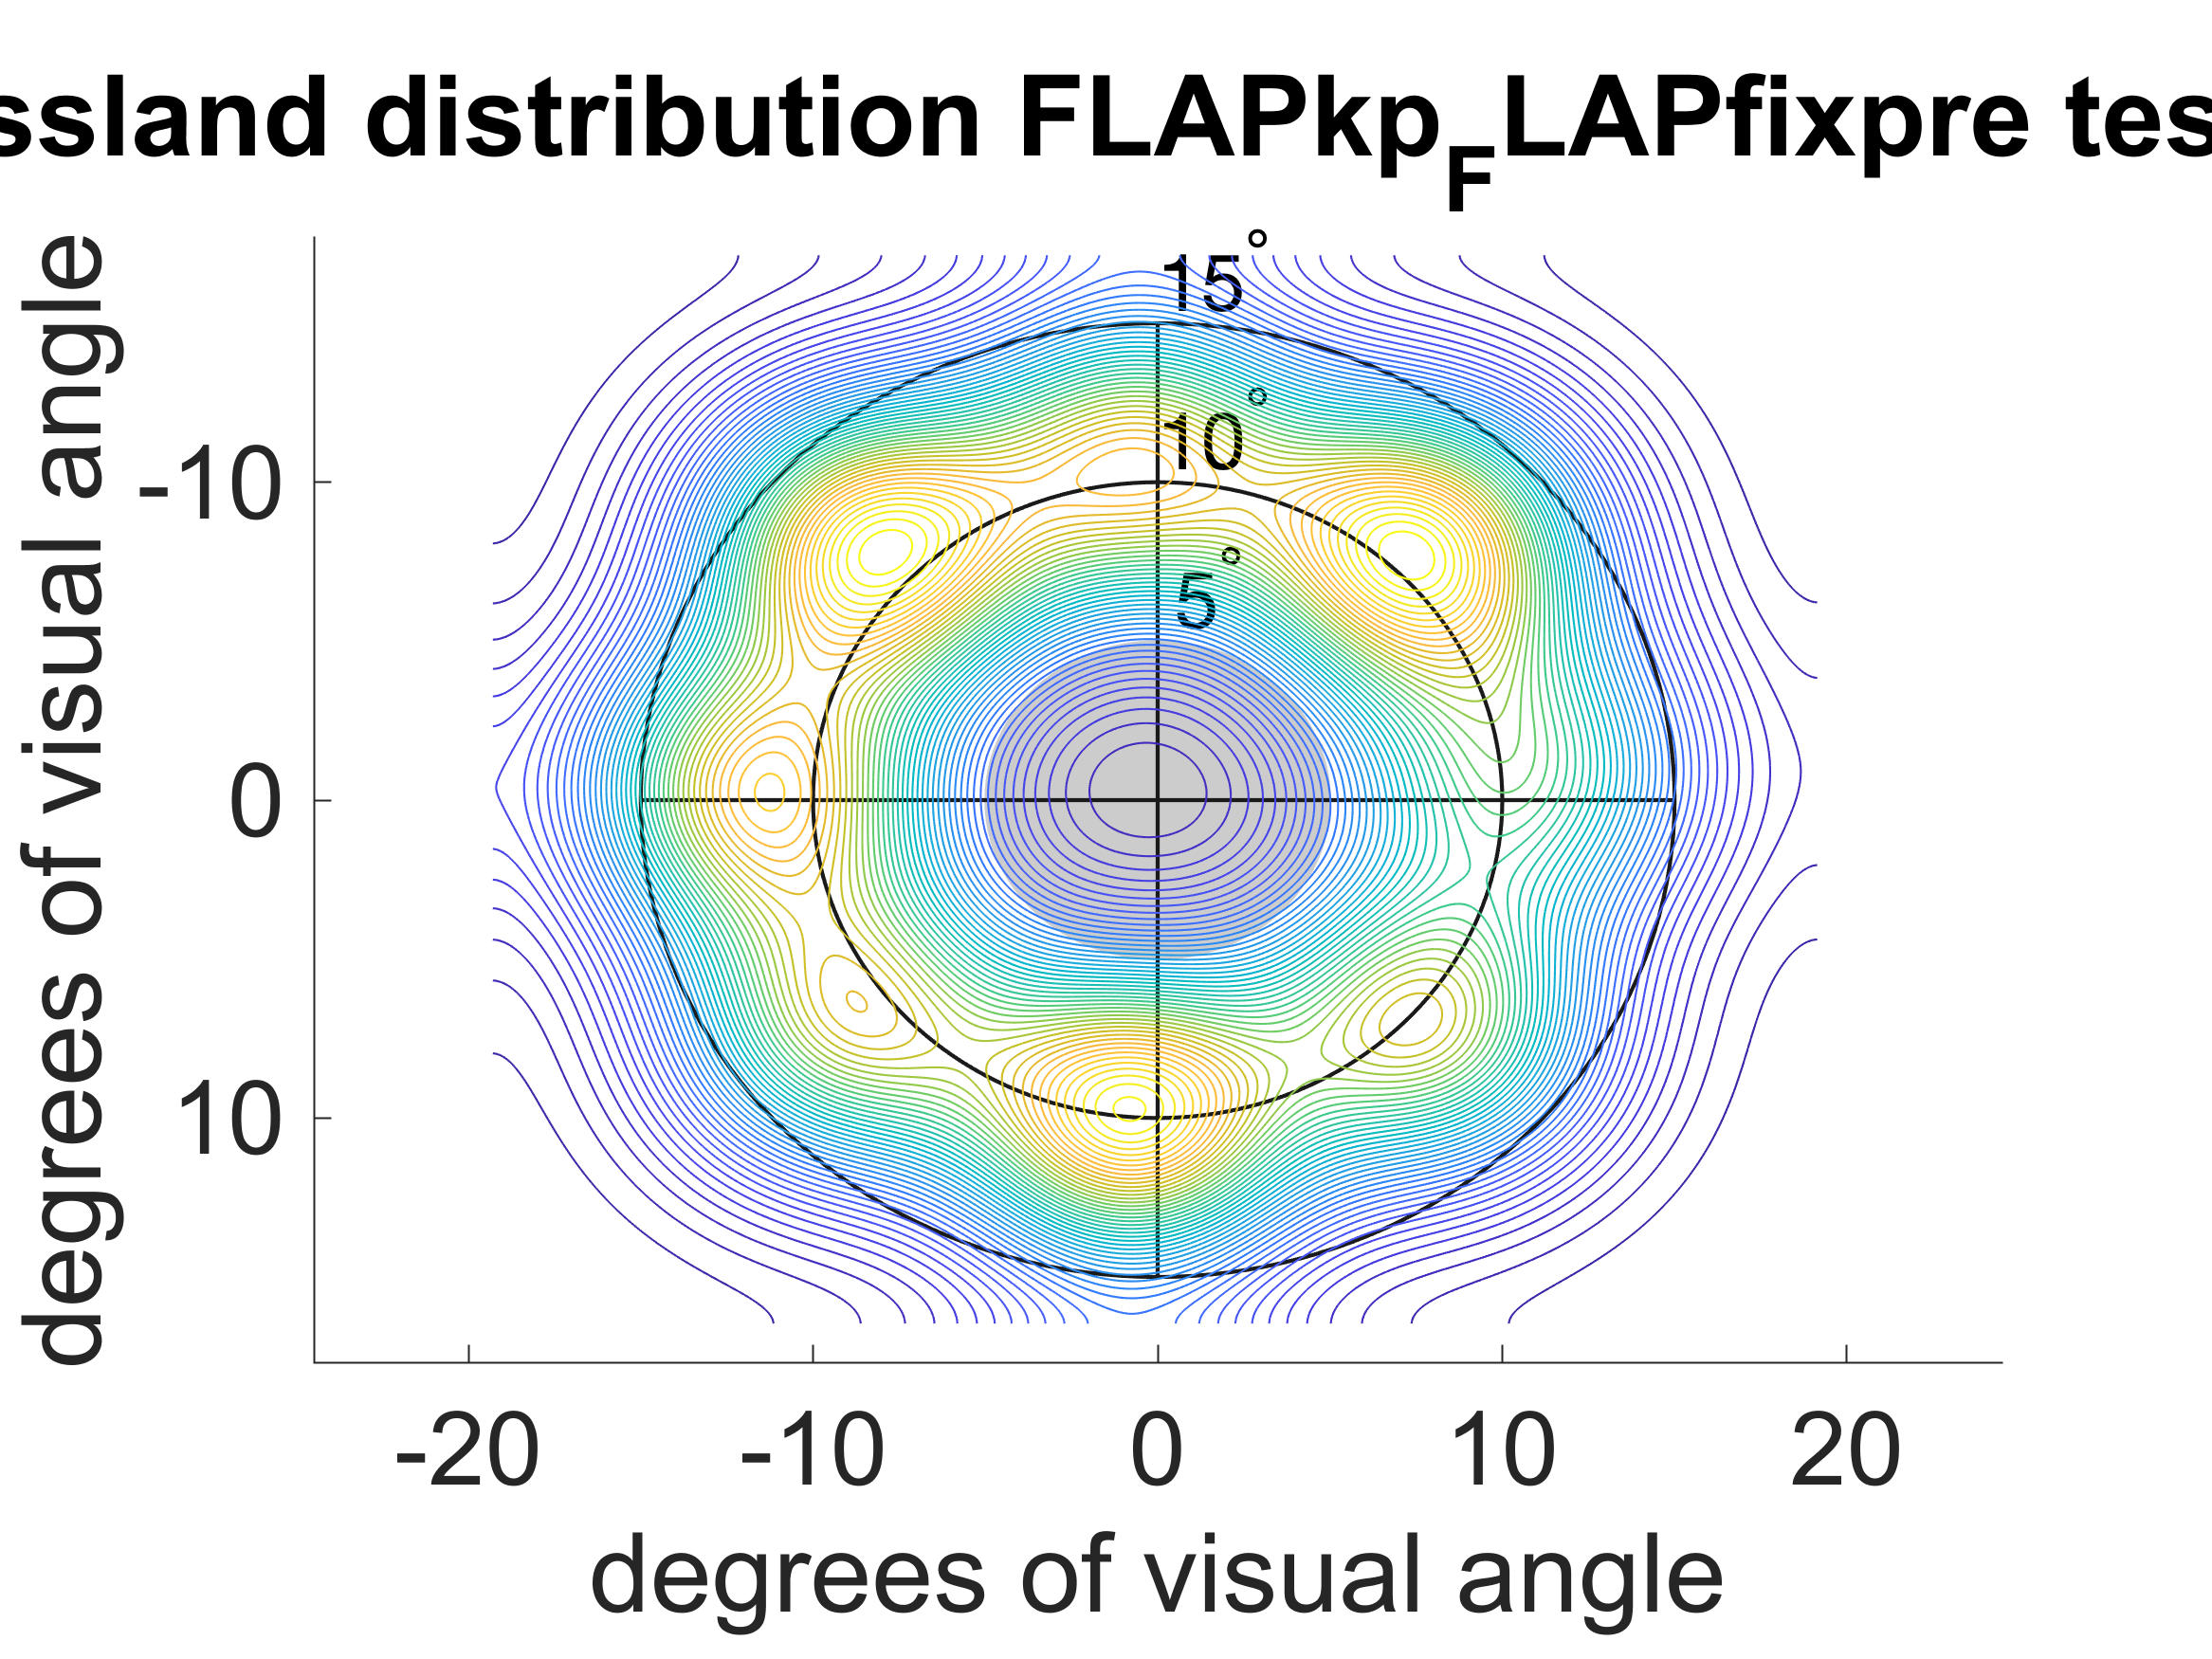 ssland distribution FLAPkp_FLAPfixpre tes
degrees of visual angle
-10
0
10
15°
10°
5°
-20 -10 0 10 20
degrees of visual angle